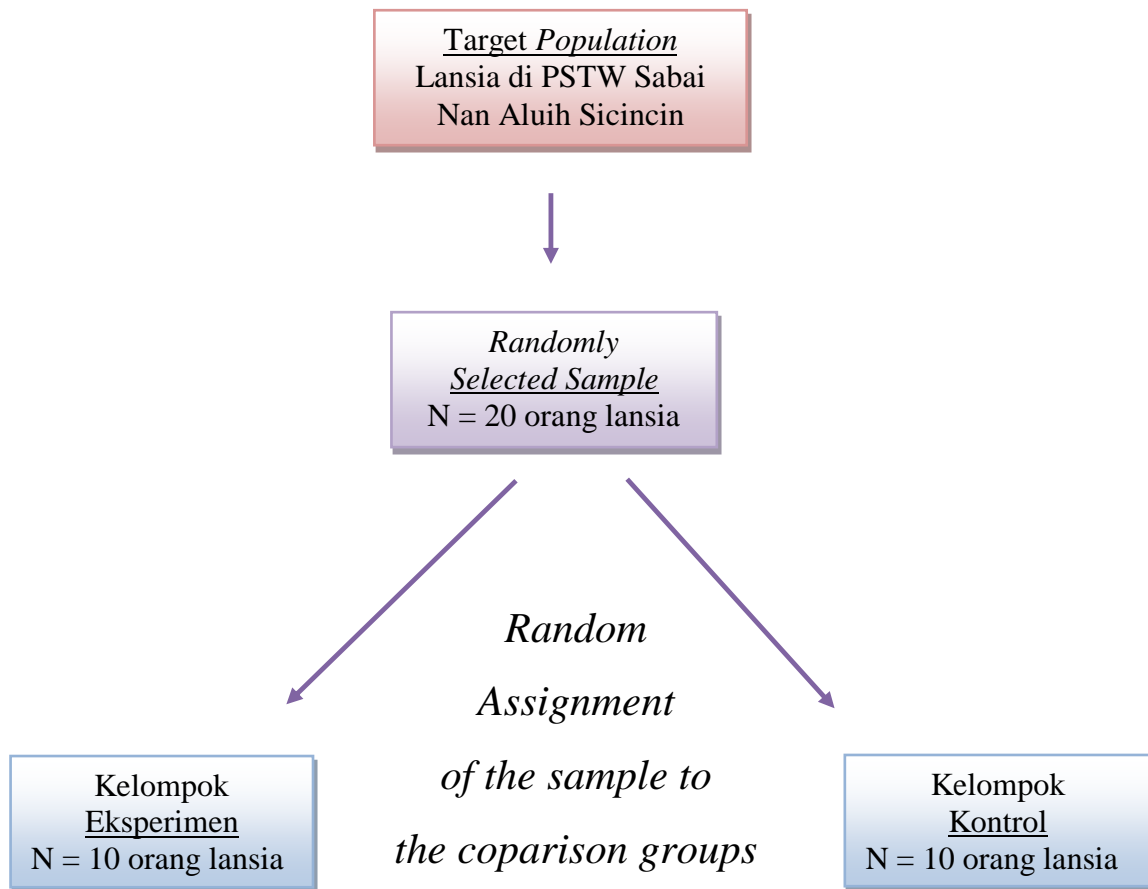 Target Population
Lansia di PSTW Sabai
Nan Aluih Sicincin
Randomly
Selected Sample
N = 20 orang lansia
Random
Assignment
of the sample to
the coparison groups
Kelompok
Eksperimen
N = 10 orang lansia
Kelompok
Kontrol
N = 10 orang lansia